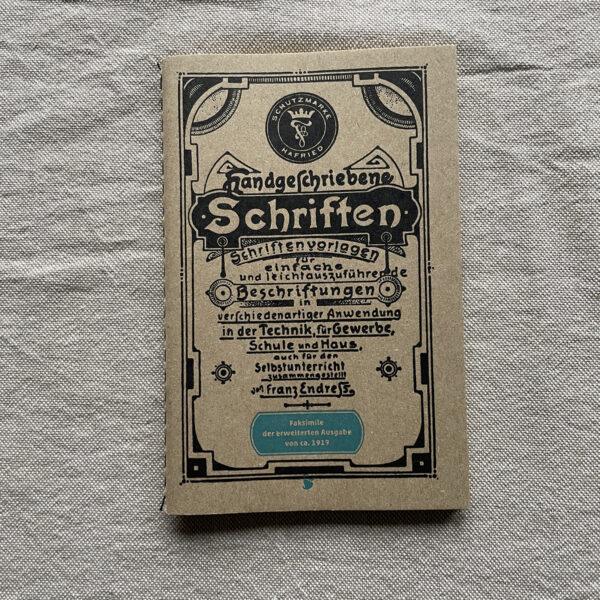 SCHUTZMARKE
HAFRIED
Handgeſchriebene
Schriften
Schriftenvorlagen
für
einfache
und leichtauszuführende
Beschriftungen
in
verſchiedenartiger Anwendung
in der Technik, für Gewerbe,
Schule und Haus,
auch für den
Selbstunterricht
zusammengestellt
von Franz Endreſs.
Faksimile
der erweiterten Ausgabe
von ca. 1919